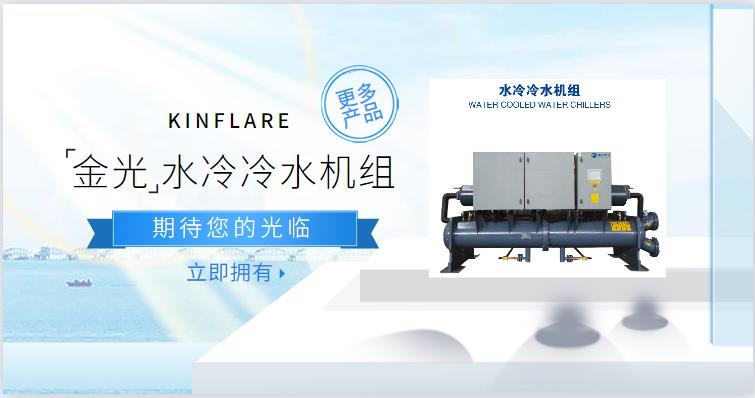 KINFLARE
更多
产品
「金光」水冷冷水机组
期待您的光临
立即拥有
水冷冷水机组
WATER COOLED WATER CHILLERS